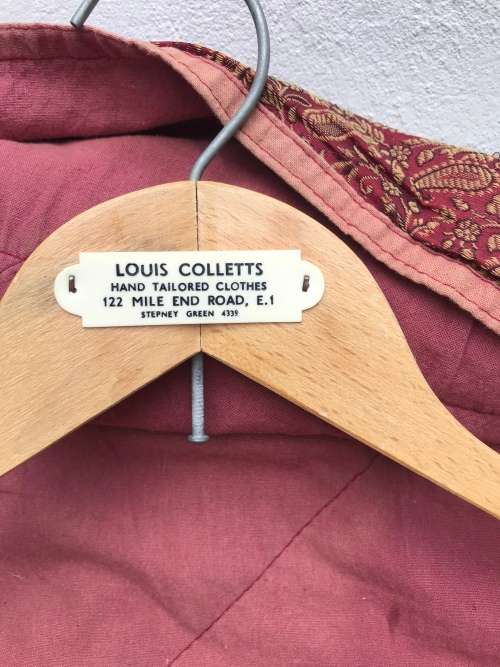 LOUIS COLLETTS
HAND TAILORED CLOTHES
122 MILE END ROAD, E.1
STEPNEY GREEN 4339